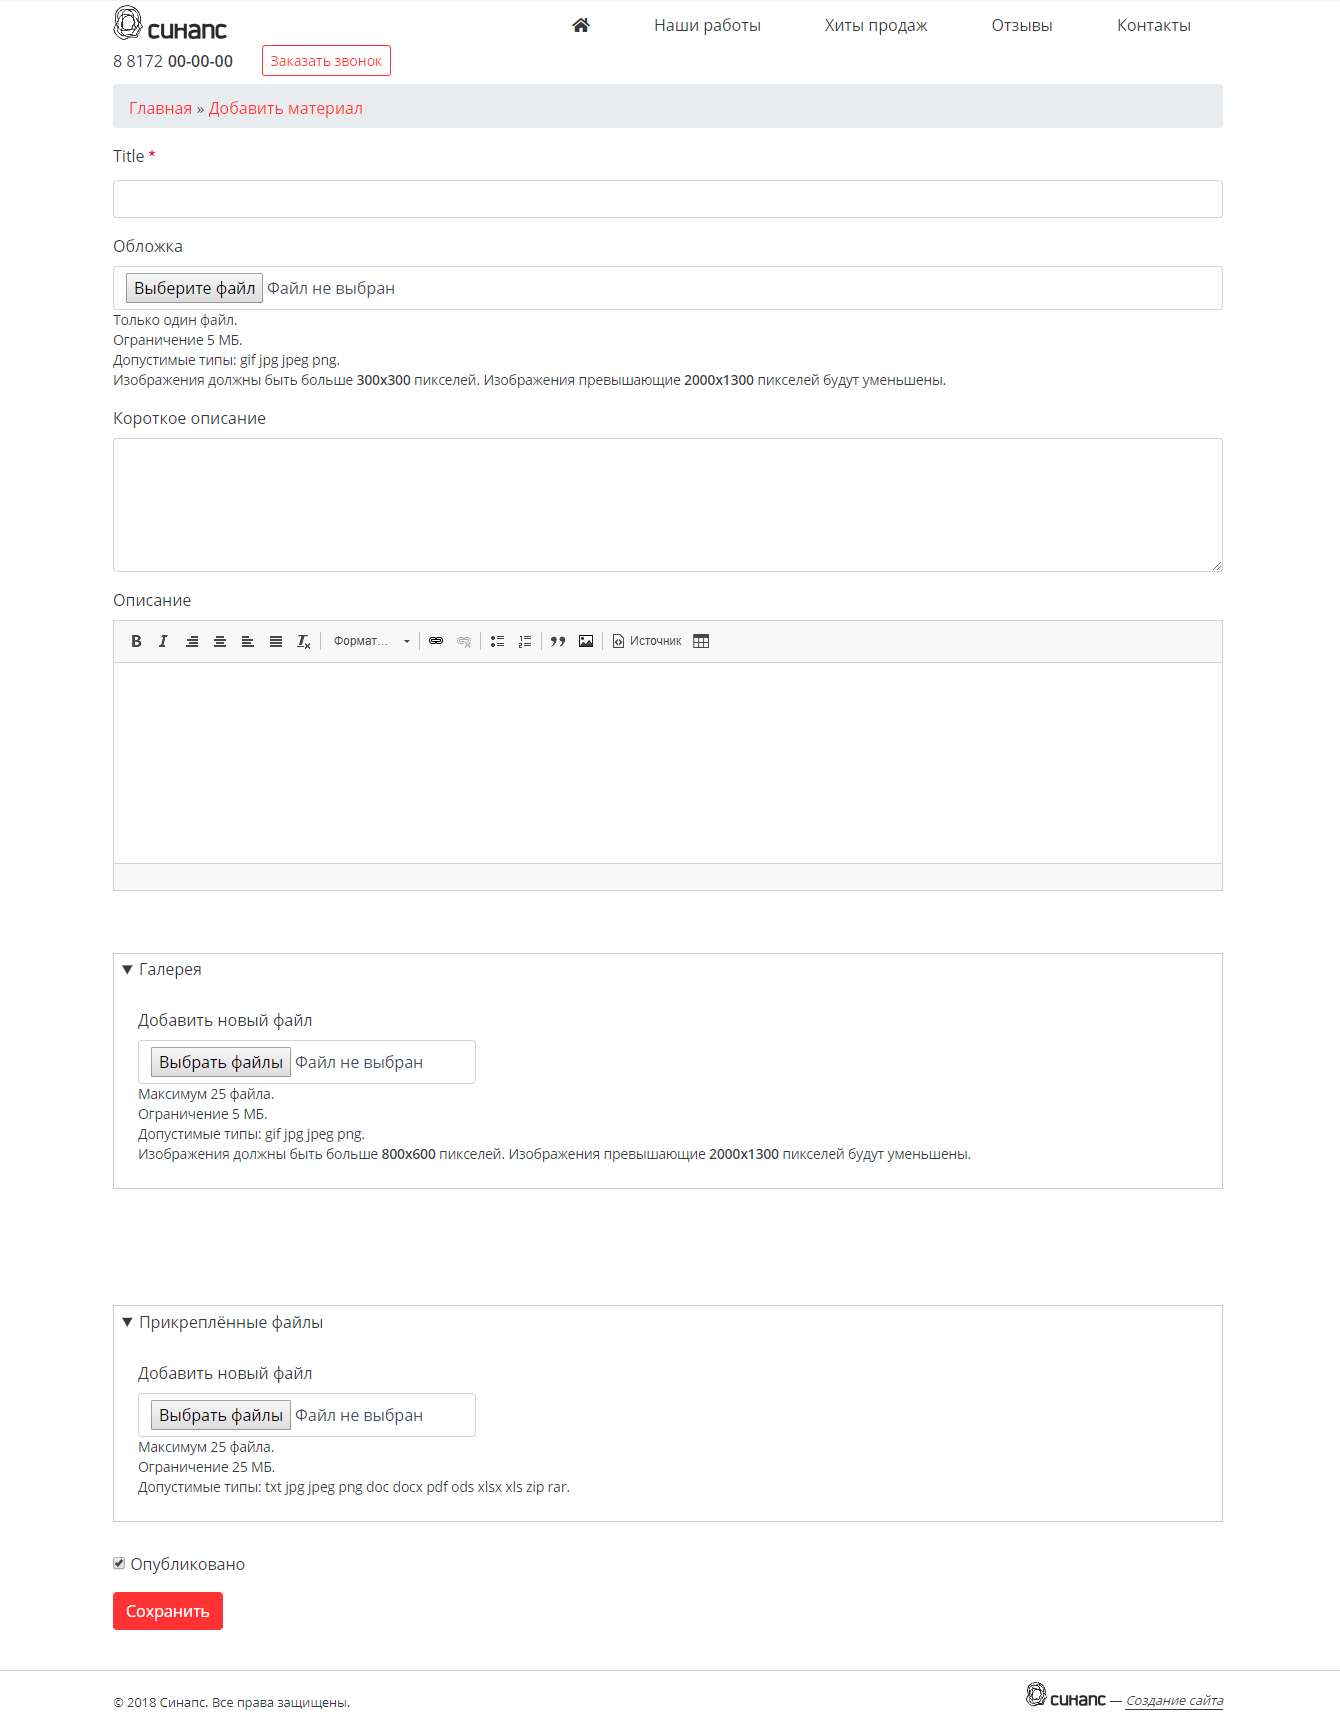 синапс
Наши работы Хиты продаж Отзывы Контакты
8 8172 00-00-00 Заказать звонок
Главная » Добавить материал
Title *
Обложка
Выберите файл Файл не выбран
Только один файл.
Ограничение 5 МБ.
Допустимые типы: gif jpg jpeg png.
Изображения должны быть больше 300x300 пикселей. Изображения превышающие 2000x1300 пикселей будут уменьшены.
Короткое описание
Описание
B I Tx Формат... Источник
Галерея
Добавить новый файл
Выбрать файлы Файл не выбран
Максимум 25 файла.
Ограничение 5 МБ.
Допустимые типы: gif jpg jpeg png.
Изображения должны быть больше 800x600 пикселей. Изображения превышающие 2000x1300 пикселей будут уменьшены.
Прикреплённые файлы
Добавить новый файл
Выбрать файлы Файл не выбран
Максимум 25 файла.
Ограничение 25 МБ.
Допустимые типы: txt jpg jpeg png doc docx pdf ods xlsx xls zip rar.
Опубликовано
Сохранить
© 2018 Синапс. Все права защищены. синапс — Создание сайта